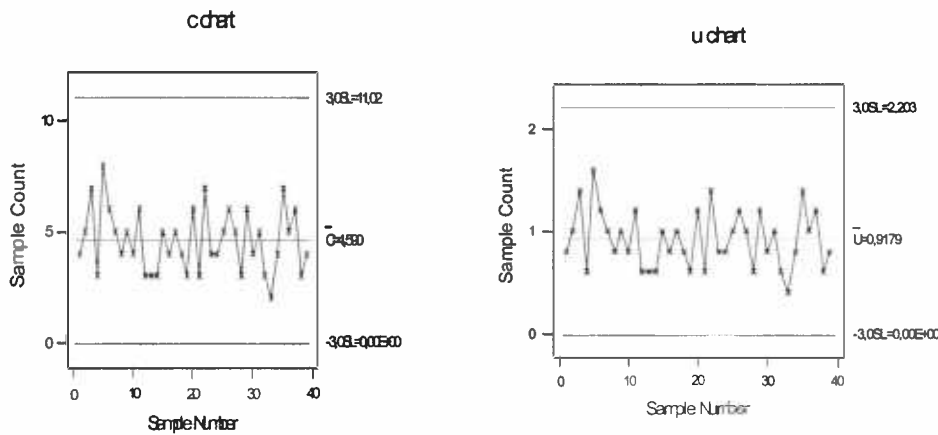 c chart
3,0SL=11,02
10
Sample Count
5
C=4,590
0
-3,0SL=0,00E+00
0 10 20 30 40
Sample Number
u chart
3,0SL=2,203
2
Sample Count
1
U=0,9179
0
-3,0SL=0,00E+00
0 10 20 30 40
Sample Number